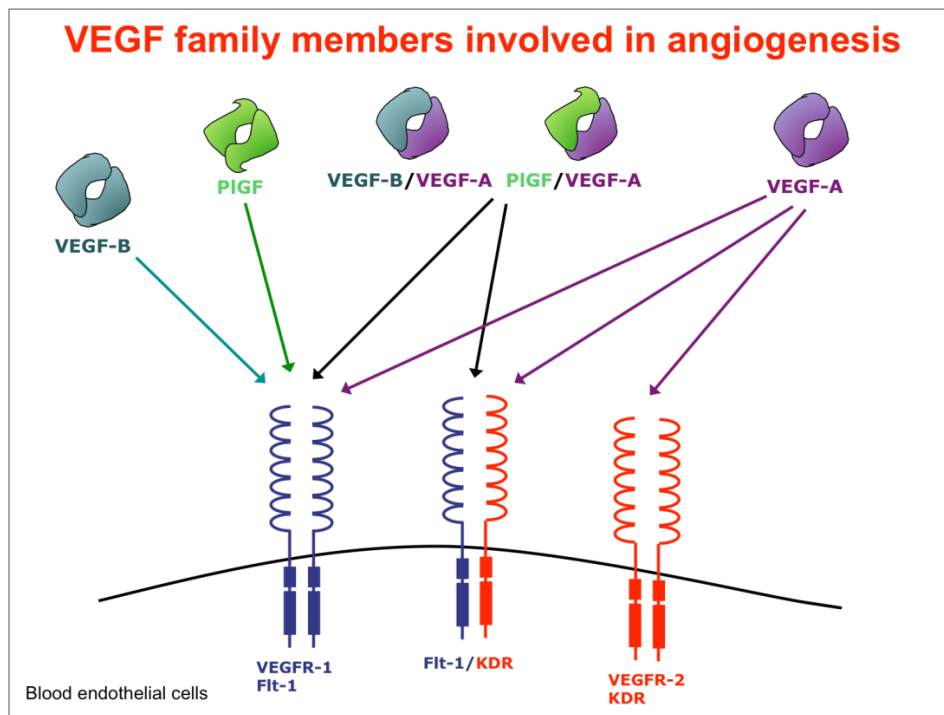 VEGF family members involved in angiogenesis
PlGF
VEGF-B/VEGF-A
PlGF/VEGF-A
VEGF-A
VEGF-B
VEGFR-1
Flt-1
Flt-1/KDR
VEGFR-2
KDR
Blood endothelial cells